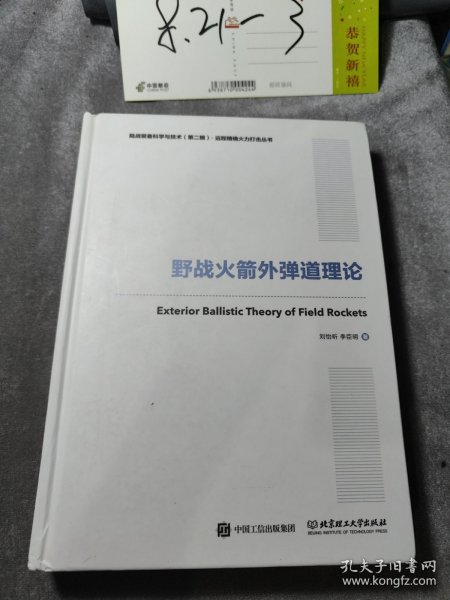 8.21-3
恭贺新禧
中国邮政
陆战装备科学与技术（第二辑）·远程精确火力打击丛书
野战火箭外弹道理论
Exterior Ballistic Theory of Field Rockets
刘怡昕 李臣明 著
中国工信出版集团
北京理工大学出版社
BEIJING INSTITUTE OF TECHNOLOGY PRESS
孔夫子旧书网
www.kongfz.com